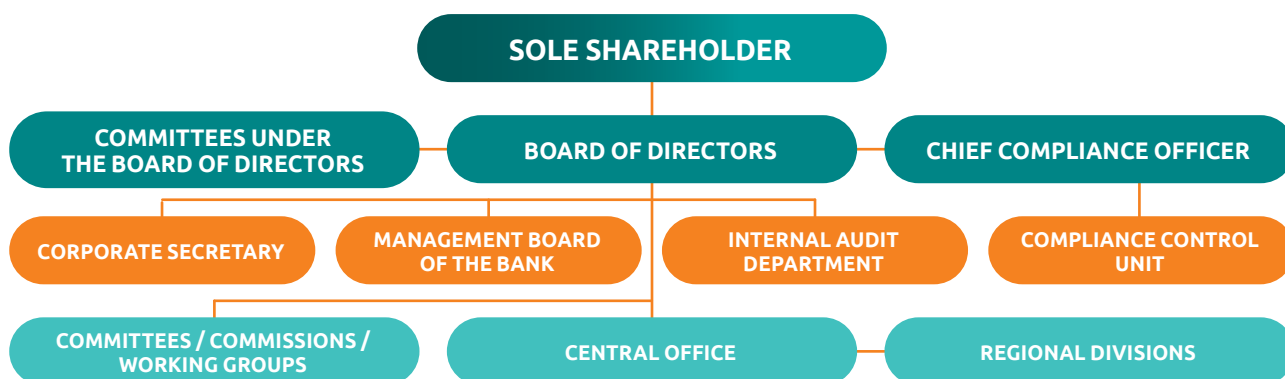 SOLE SHAREHOLDER
COMMITTEES UNDER
THE BOARD OF DIRECTORS
BOARD OF DIRECTORS
CHIEF COMPLIANCE OFFICER
CORPORATE SECRETARY
MANAGEMENT BOARD
OF THE BANK
INTERNAL AUDIT
DEPARTMENT
COMPLIANCE CONTROL
UNIT
COMMITTEES / COMMISSIONS /
WORKING GROUPS
CENTRAL OFFICE
REGIONAL DIVISIONS